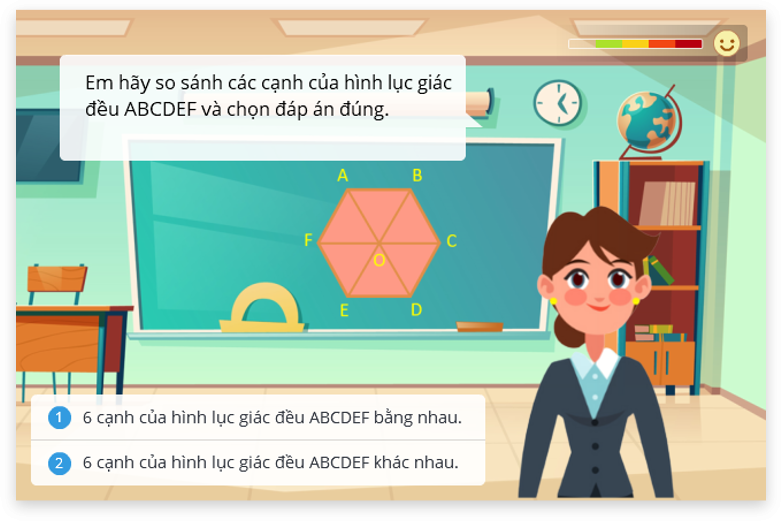 Em hãy so sánh các cạnh của hình lục giác
đều ABCDEF và chọn đáp án đúng.
A B
F C
O
E D
1 6 cạnh của hình lục giác đều ABCDEF bằng nhau.
2 6 cạnh của hình lục giác đều ABCDEF khác nhau.